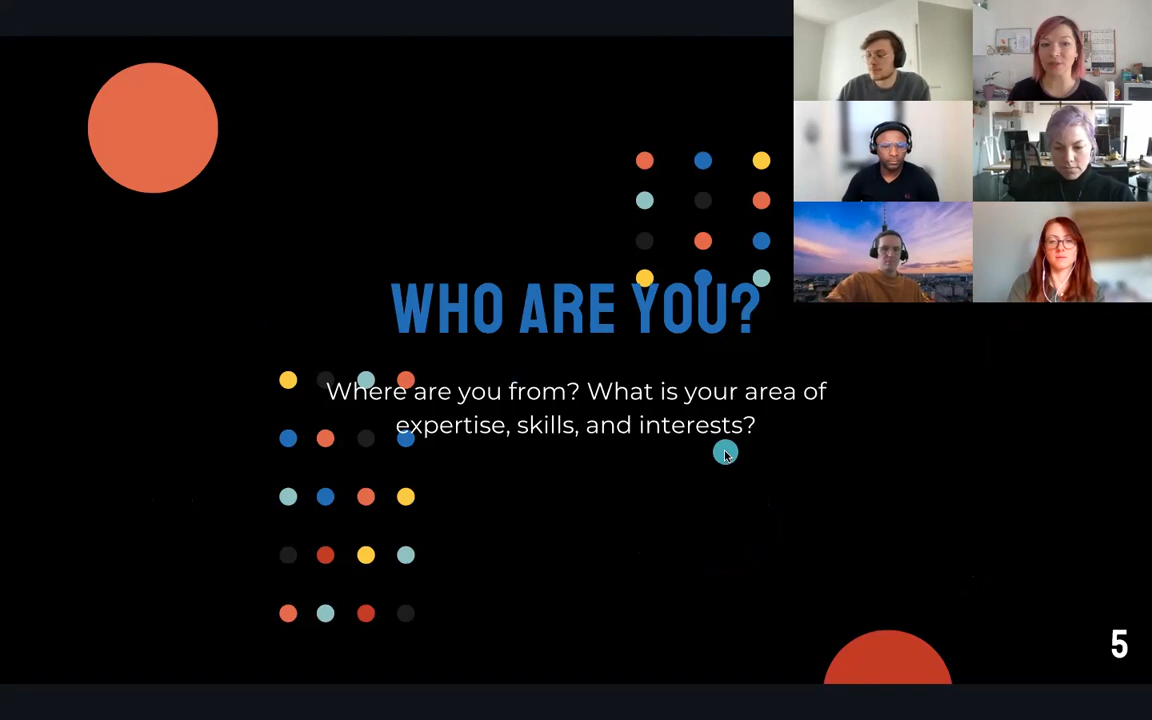 WHO ARE YOU?
Where are you from? What is your area of
expertise, skills, and interests?
5